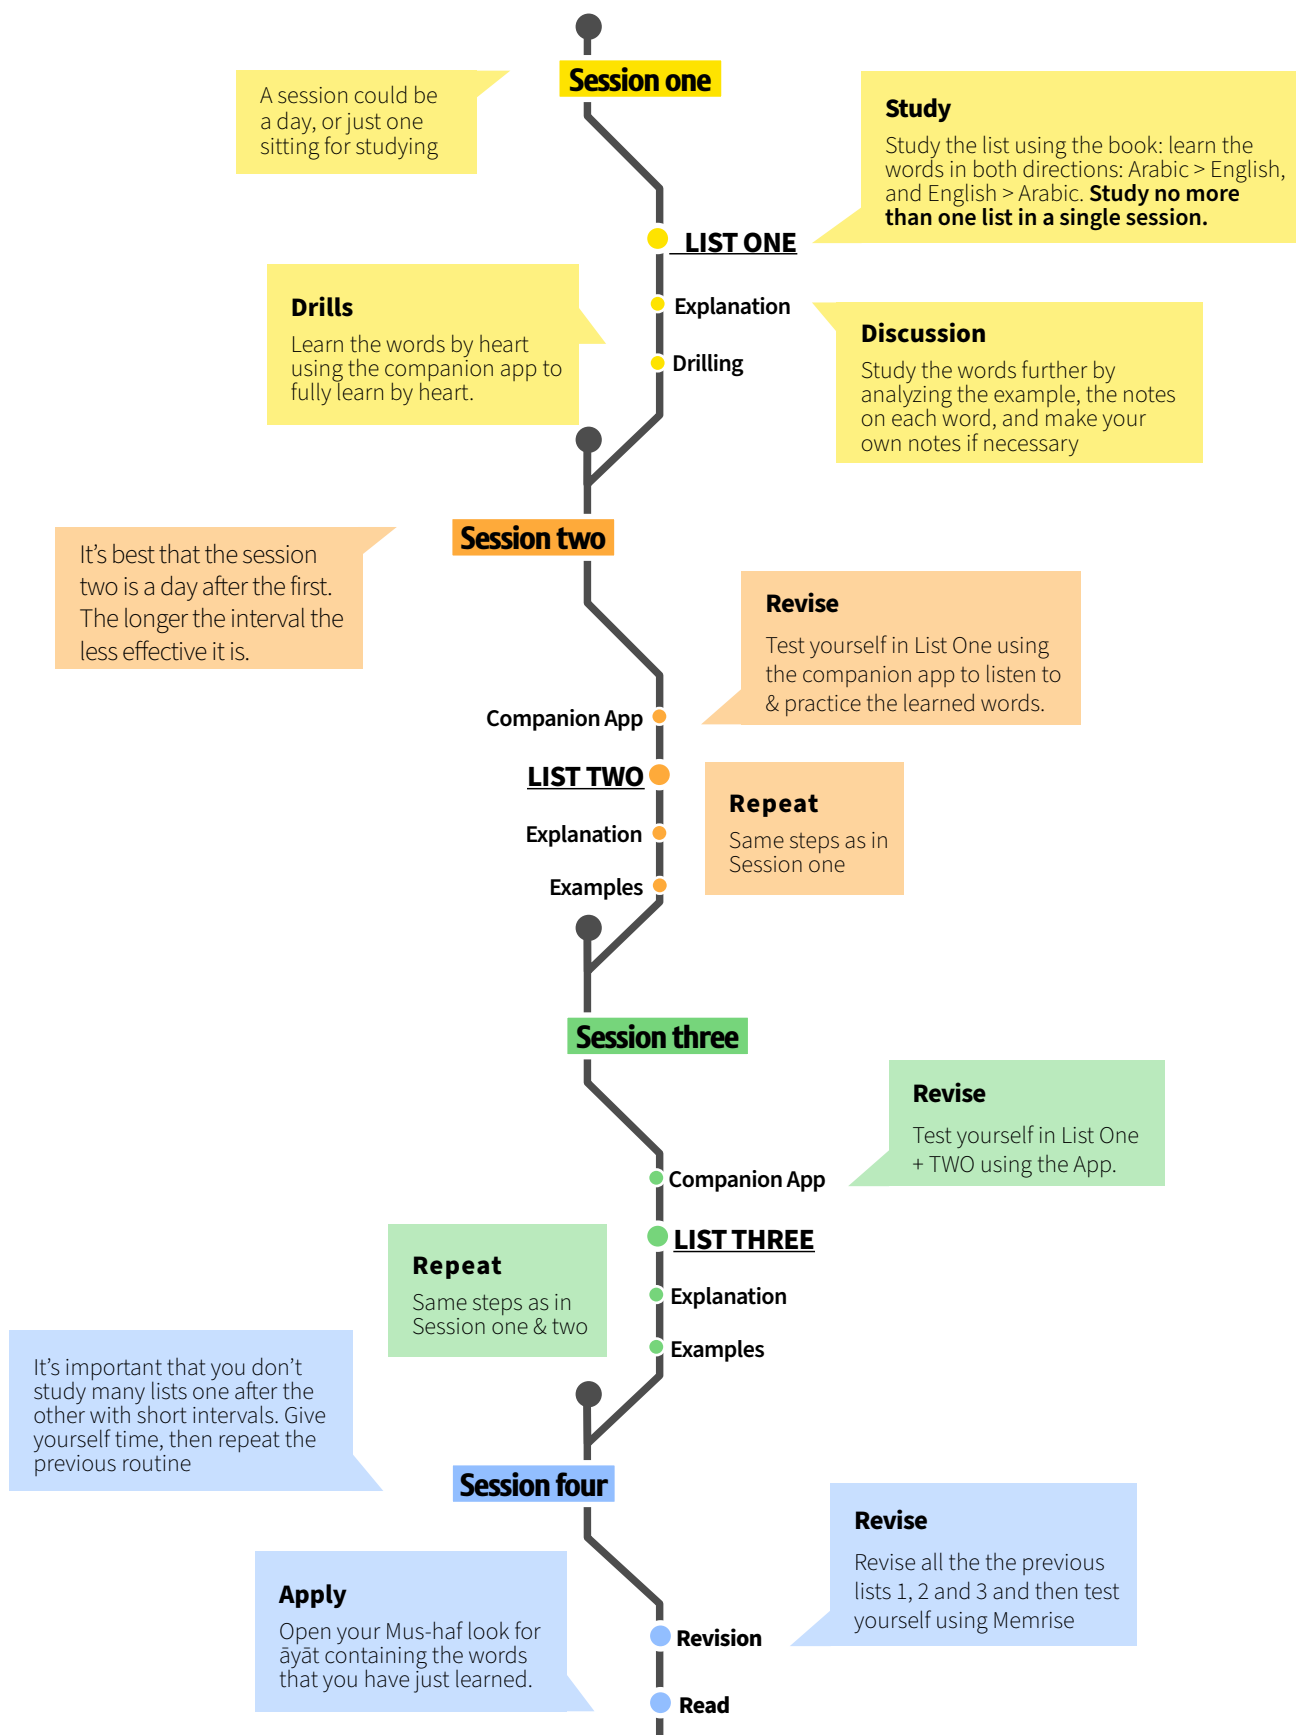 Session one
A session could be
a day, or just one
sitting for studying
Study
Study the list using the book: learn the
words in both directions: Arabic > English,
and English > Arabic. Study no more
than one list in a single session.
LIST ONE
Explanation
Drills
Learn the words by heart
using the companion app to
fully learn by heart.
Discussion
Study the words further by
analyzing the example, the notes
on each word, and make your
own notes if necessary
Drilling
Session two
It's best that the session
two is a day after the first.
The longer the interval the
less effective it is.
Revise
Test yourself in List One using
the companion app to listen to
& practice the learned words.
Companion App
LIST TWO
Repeat
Same steps as in
Session one
Explanation
Examples
Session three
Revise
Test yourself in List One
+ TWO using the App.
Companion App
LIST THREE
Repeat
Same steps as in
Session one & two
Explanation
Examples
It's important that you don't
study many lists one after the
other with short intervals. Give
yourself time, then repeat the
previous routine
Session four
Revise
Revise all the the previous
lists 1, 2 and 3 and then test
yourself using Memrise
Apply
Open your Mus-haf look for
āyāt containing the words
that you have just learned.
Revision
Read